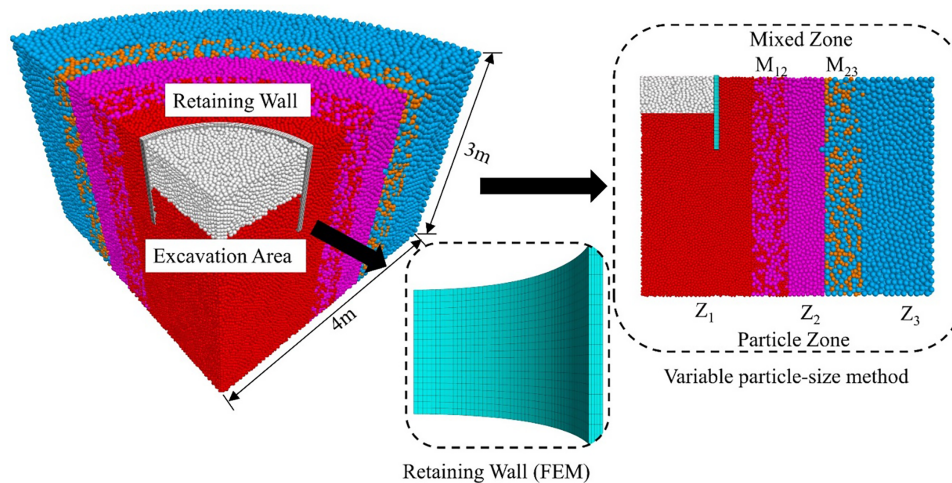 Retaining Wall
Excavation Area
3m
4m
Retaining Wall (FEM)
Mixed Zone
M₁₂ M₂₃
Z₁ Z₂ Z₃
Particle Zone
Variable particle-size method